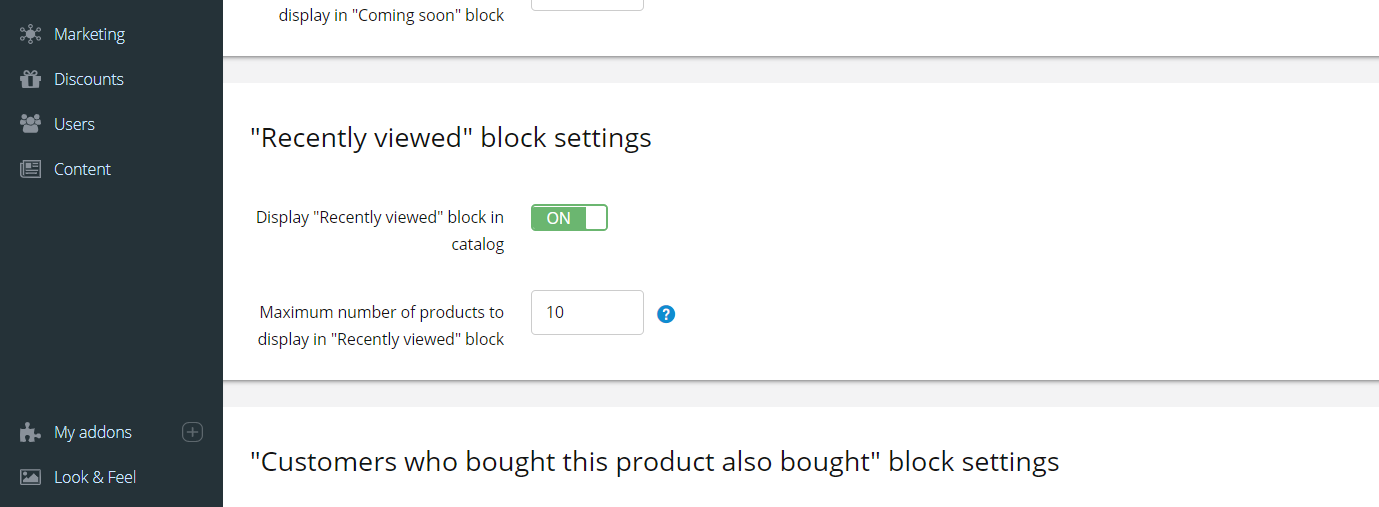 Marketing
Discounts
Users
Content
My addons
Look & Feel
display in "Coming soon" block
"Recently viewed" block settings
Display "Recently viewed" block in
catalog
ON
Maximum number of products to
display in "Recently viewed" block
10
?
"Customers who bought this product also bought" block settings